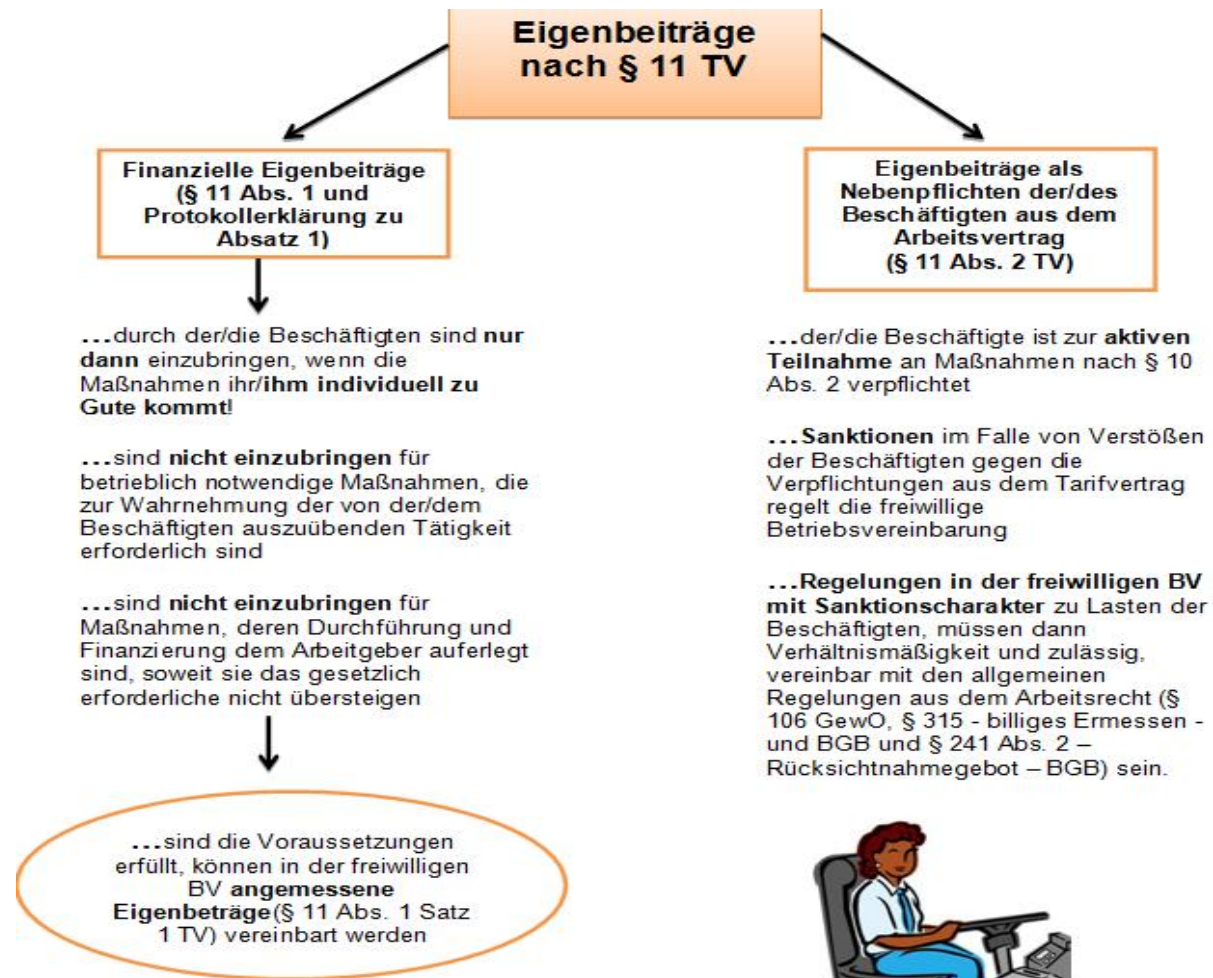 Eigenbeiträge
nach § 11 TV
Finanzielle Eigenbeiträge
(§ 11 Abs. 1 und
Protokollerklärung zu
Absatz 1)
...durch der/die Beschäftigten sind nur
dann einzubringen, wenn die
Maßnahmen ihr/ihm individuell zu
Gute kommt!
...sind nicht einzubringen für
betrieblich notwendige Maßnahmen, die
zur Wahrnehmung der von der/dem
Beschäftigten auszuübenden Tätigkeit
erforderlich sind
...sind nicht einzubringen für
Maßnahmen, deren Durchführung und
Finanzierung dem Arbeitgeber auferlegt
sind, soweit sie das gesetzlich
erforderliche nicht übersteigen
...sind die Voraussetzungen
erfüllt, können in der freiwilligen
BV angemessene
Eigenbeträge(§ 11 Abs. 1 Satz
1 TV) vereinbart werden
Eigenbeiträge als
Nebenpflichten der/des
Beschäftigten aus dem
Arbeitsvertrag
(§ 11 Abs. 2 TV)
...der/die Beschäftigte ist zur aktiven
Teilnahme an Maßnahmen nach § 10
Abs. 2 verpflichtet
...Sanktionen im Falle von Verstößen
der Beschäftigten gegen die
Verpflichtungen aus dem Tarifvertrag
regelt die freiwillige
Betriebsvereinbarung
...Regelungen in der freiwilligen BV
mit Sanktionscharakter zu Lasten der
Beschäftigten, müssen dann
Verhältnismäßigkeit und zulässig,
vereinbar mit den allgemeinen
Regelungen aus dem Arbeitsrecht (§
106 GewO, § 315 - billiges Ermessen -
und BGB und § 241 Abs. 2 –
Rücksichtnahmegebot – BGB) sein.